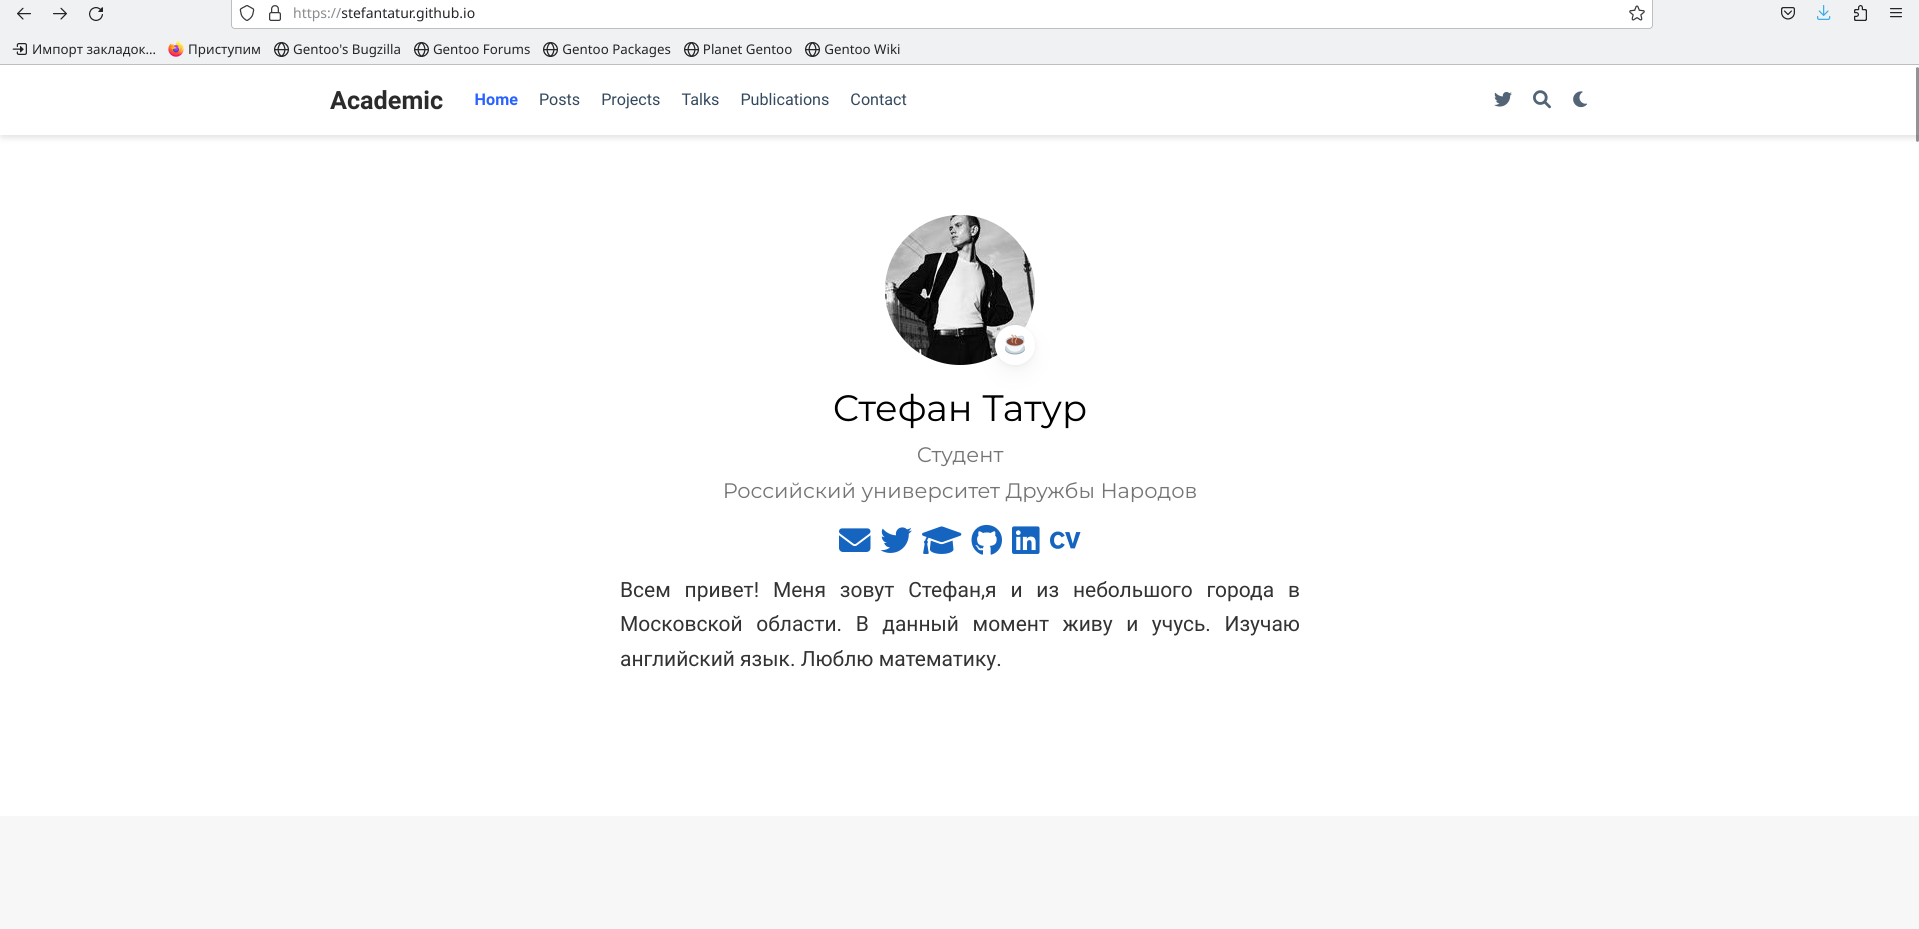 https://stefantatur.github.io
Импорт закладок... Приступим Gentoo's Bugzilla Gentoo Forums Gentoo Packages Planet Gentoo Gentoo Wiki
Academic Home Posts Projects Talks Publications Contact
Стефан Татур
Студент
Российский университет Дружбы Народов
in CV
Всем привет! Меня зовут Стефан,я и из небольшого города в
Московской области. В данный момент живу и учусь. Изучаю
английский язык. Люблю математику.